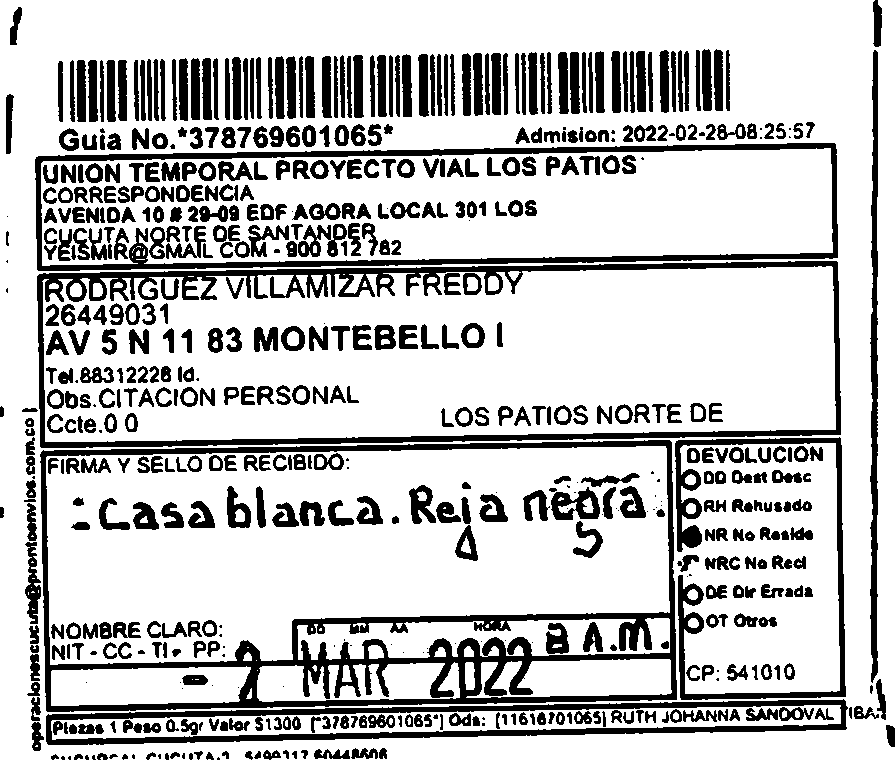 Guia No.*378769601065*
Admision: 2022-02-28-08:25:57
UNION TEMPORAL PROYECTO VIAL LOS PATIOS
CORRESPONDENCIA
AVENIDA 10 # 29-09 EDF AGORA LOCAL 301 LOS
CUCUTA NORTE DE SANTANDER
YEISMIR@GMAIL COM - 900 812 782
RODRIGUEZ VILLAMIZAR FREDDY
26449031
AV 5 N 11 83 MONTEBELLO I
Tel.88312228 Id.
Obs.CITACION PERSONAL
Ccte.0 0
LOS PATIOS NORTE DE
operacionescucuta@prontoenvios.com.co |
FIRMA Y SELLO DE RECIBIDO:
Casa blanca. Reja negra.
NOMBRE CLARO:
NIT - CC - TI - PP:
DD MM AA HORA
2 MAR 2022 8 A.M.
DEVOLUCION
DD Dest Desc
RH Rehusado
NR No Reside
NRC No Recl
DE Dir Errada
OT Otros
CP: 541010
Piezas 1 Peso 0.5gr Valor $1300 [*378769601065*] Ods: [11616701065] RUTH JOHANNA SANDOVAL TIBA
SUCURSAL CUCUTA-2